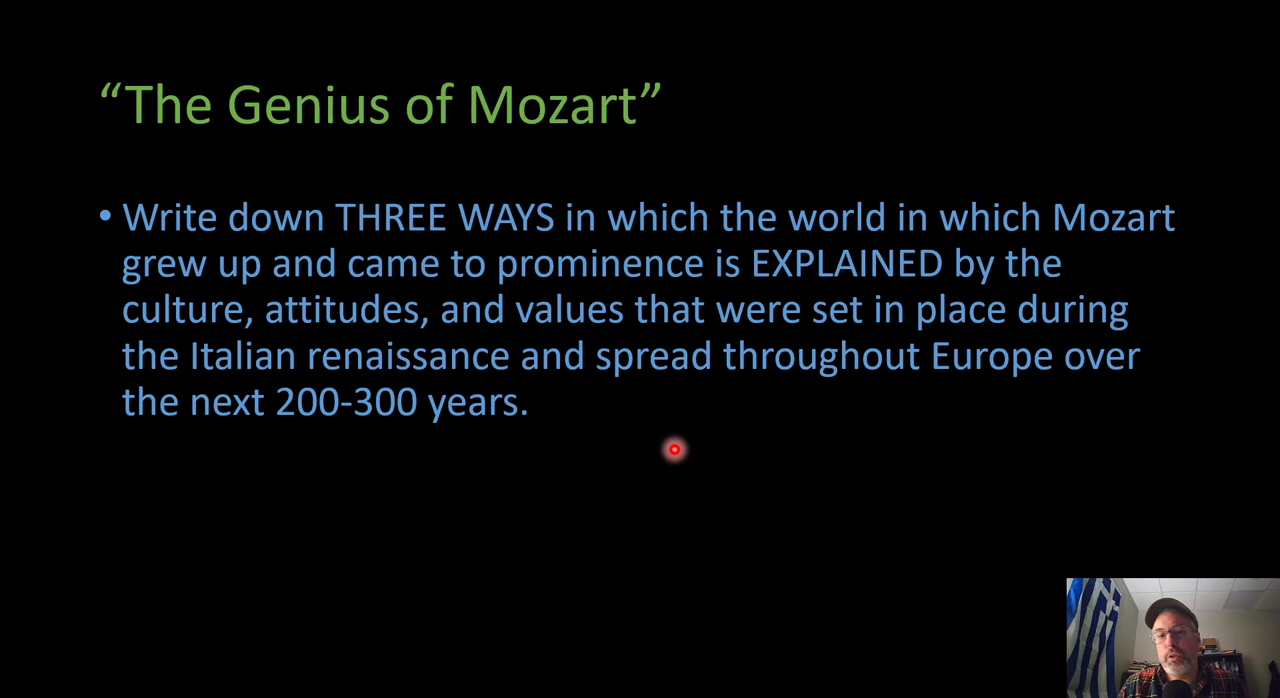 “The Genius of Mozart”
• Write down THREE WAYS in which the world in which Mozart
grew up and came to prominence is EXPLAINED by the
culture, attitudes, and values that were set in place during
the Italian renaissance and spread throughout Europe over
the next 200-300 years.